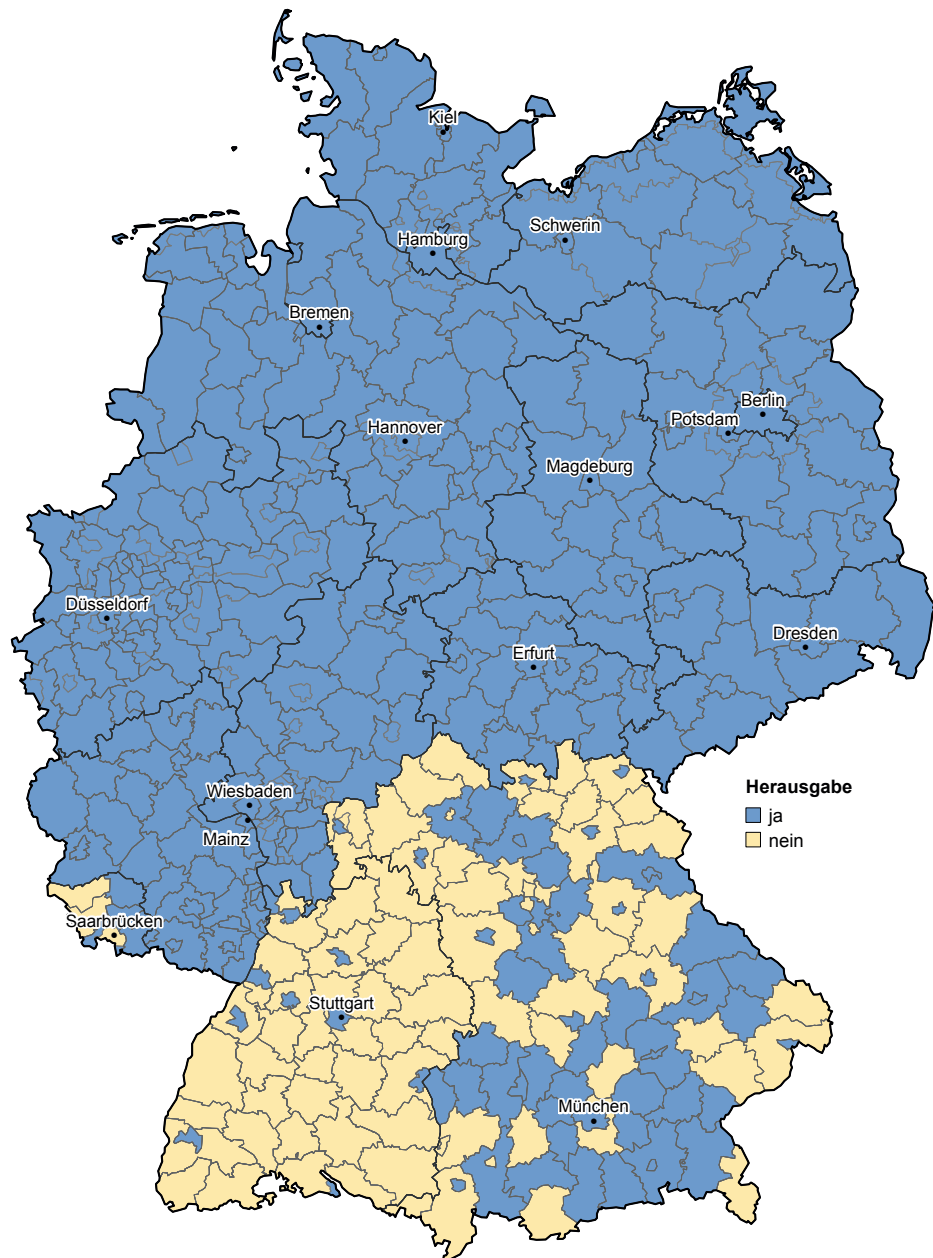 Kiel
Schwerin
Hamburg
Bremen
Berlin
Potsdam
Hannover
Magdeburg
Düsseldorf
Dresden
Erfurt
Wiesbaden
Mainz
Herausgabe
ja
nein
Saarbrücken
Stuttgart
München